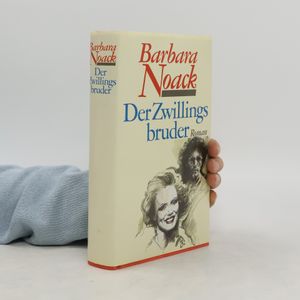 Barbara
Noack
Der
Zwillings
bruder
Barbara
Noack
Der Zwillings
bruder Roman